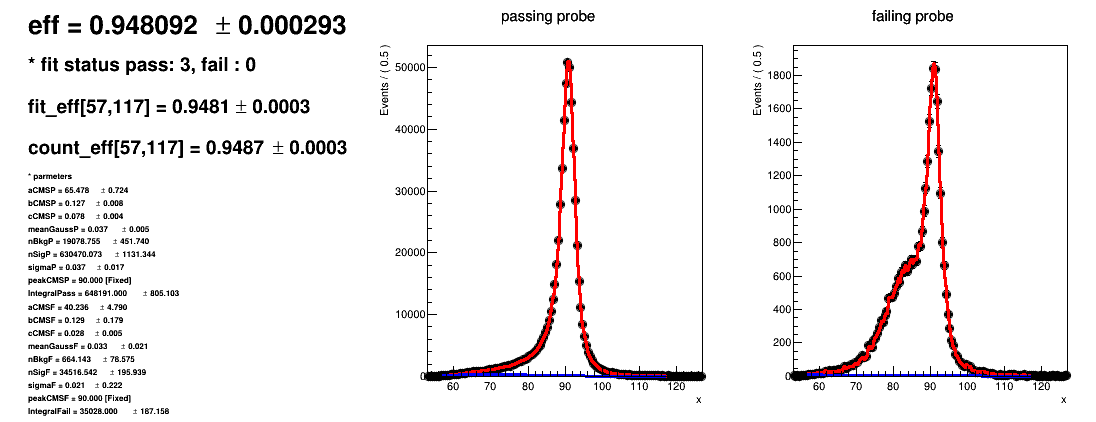 eff = 0.948092 ± 0.000293
* fit status pass: 3, fail : 0
fit_eff[57,117] = 0.9481 ± 0.0003
count_eff[57,117] = 0.9487 ± 0.0003
* parmeters
aCMSP = 65.478 ± 0.724
bCMSP = 0.127 ± 0.008
cCMSP = 0.078 ± 0.004
meanGaussP = 0.037 ± 0.005
nBkgP = 19078.755 ± 451.740
nSigP = 630470.073 ± 1131.344
sigmaP = 0.037 ± 0.017
peakCMSP = 90.000 [Fixed]
IntegralPass = 648191.000 ± 805.103
aCMSF = 40.236 ± 4.790
bCMSF = 0.129 ± 0.179
cCMSF = 0.028 ± 0.005
meanGaussF = 0.033 ± 0.021
nBkgF = 664.143 ± 78.575
nSigF = 34516.542 ± 195.939
sigmaF = 0.021 ± 0.222
peakCMSF = 90.000 [Fixed]
IntegralFail = 35028.000 ± 187.158
passing probe
Events / ( 0.5 )
50000
40000
30000
20000
10000
0
60 70 80 90 100 110 120
x
failing probe
Events / ( 0.5 )
1800
1600
1400
1200
1000
800
600
400
200
0
60 70 80 90 100 110 120
x